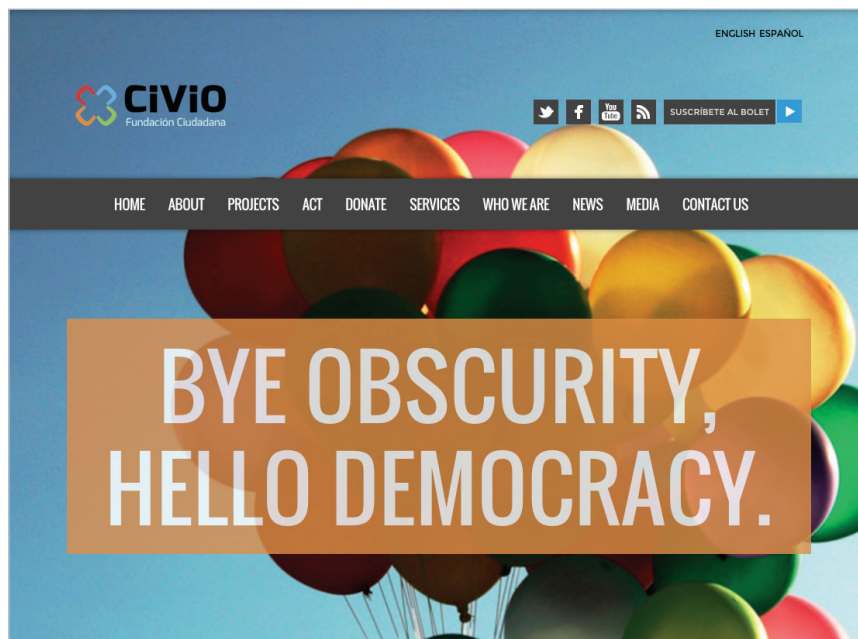 ENGLISH ESPAÑOL
CiViO
Fundación Ciudadana
You
Tube
SUSCRÍBETE AL BOLET
HOME ABOUT PROJECTS ACT DONATE SERVICES WHO WE ARE NEWS MEDIA CONTACT US
BYE OBSCURITY,
HELLO DEMOCRACY.